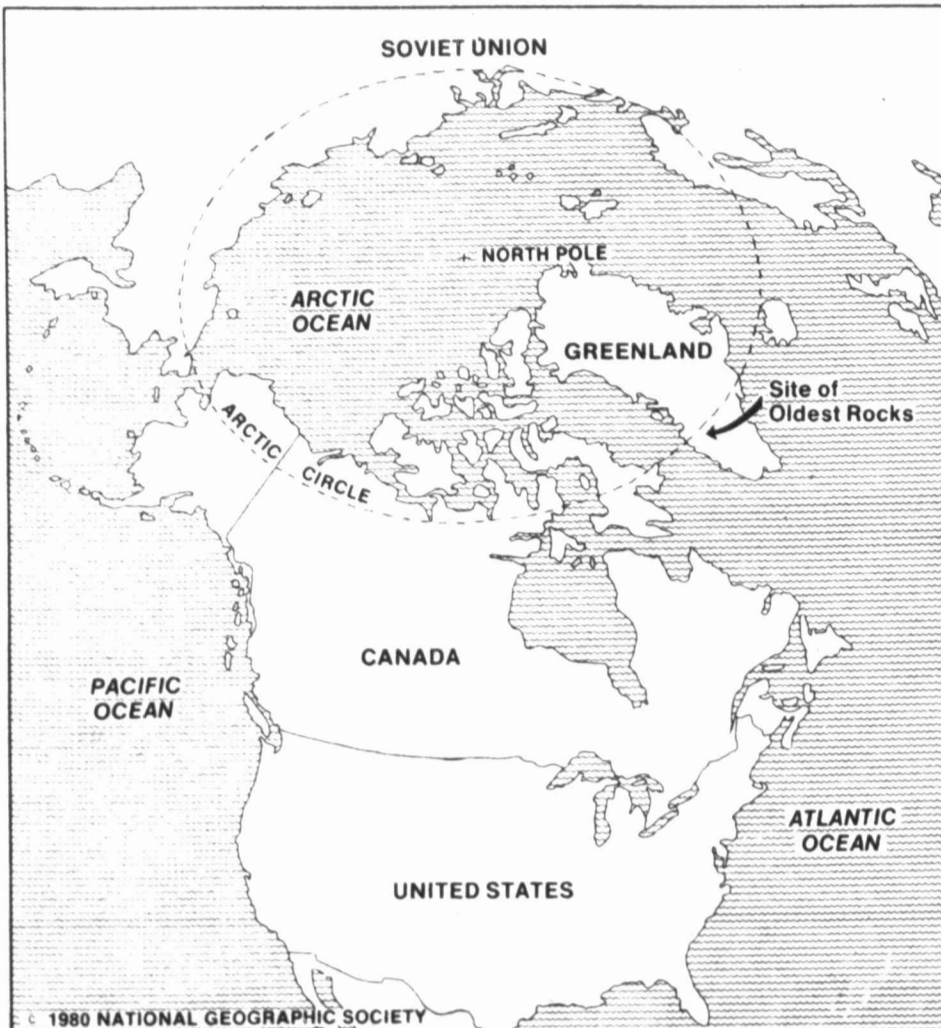 SOVIET UNION
NORTH POLE
ARCTIC
OCEAN
GREENLAND
Site of
Oldest Rocks
ARCTIC CIRCLE
CANADA
PACIFIC
OCEAN
ATLANTIC
OCEAN
UNITED STATES
c 1980 NATIONAL GEOGRAPHIC SOCIETY